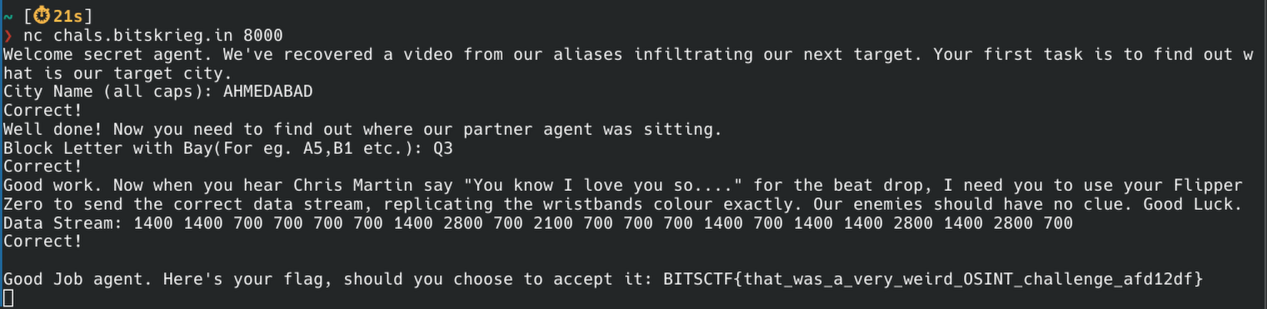 ~ [⏱21s]
❯ nc chals.bitskrieg.in 8000
Welcome secret agent. We've recovered a video from our aliases infiltrating our next target. Your first task is to find out w
hat is our target city.
City Name (all caps): AHMEDABAD
Correct!
Well done! Now you need to find out where our partner agent was sitting.
Block Letter with Bay(For eg. A5,B1 etc.): Q3
Correct!
Good work. Now when you hear Chris Martin say "You know I love you so...." for the beat drop, I need you to use your Flipper
Zero to send the correct data stream, replicating the wristbands colour exactly. Our enemies should have no clue. Good Luck.
Data Stream: 1400 1400 700 700 700 700 1400 2800 700 2100 700 700 700 1400 700 1400 1400 2800 1400 2800 700
Correct!
Good Job agent. Here's your flag, should you choose to accept it: BITSCTF{that_was_a_very_weird_OSINT_challenge_afd12df}